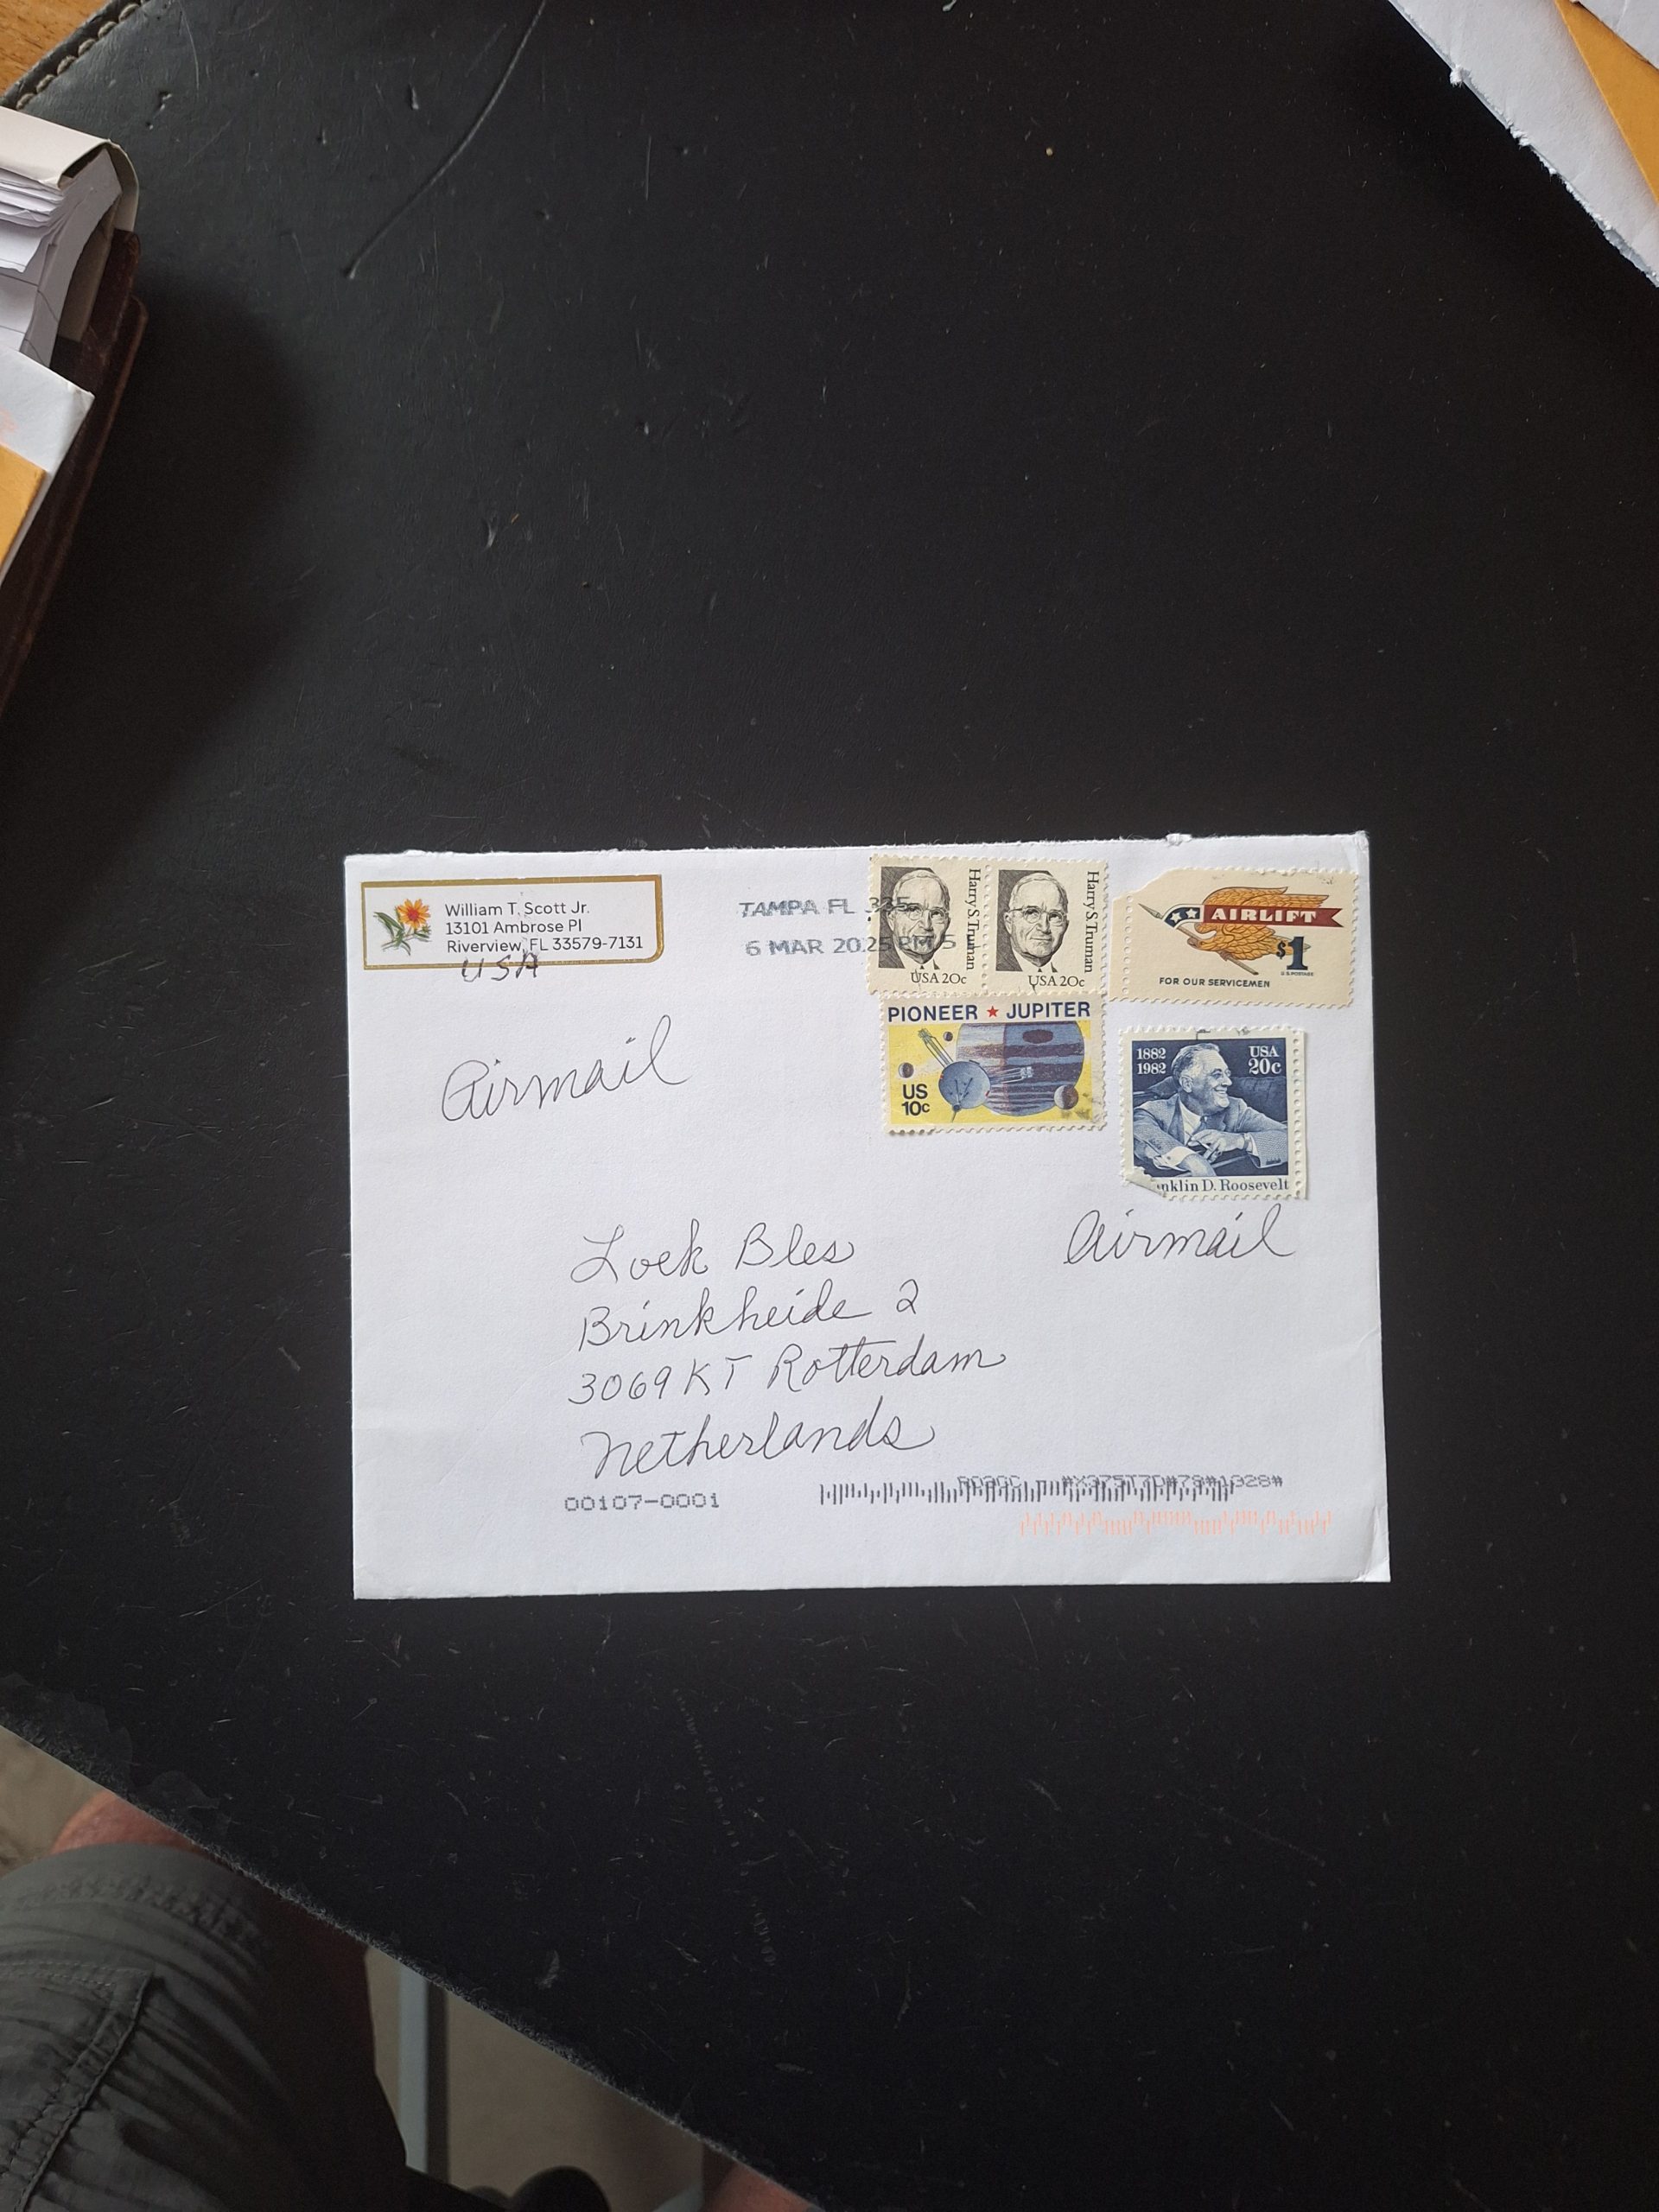 William T. Scott Jr.
13101 Ambrose Pl
Riverview, FL 33579-7131
USA
TAMPA FL 335
6 MAR 2025 PM 5
Harry S. Truman
USA 20c
Harry S. Truman
USA 20c
AIRLIFT
$1
U.S. POSTAGE
FOR OUR SERVICEMEN
PIONEER ★ JUPITER
US
10c
1882
1982
USA
20c
nklin D. Roosevelt
Airmail
Airmail
Loek Bles
Brinkheide 2
3069 KT Rotterdam
Netherlands
00107-0001